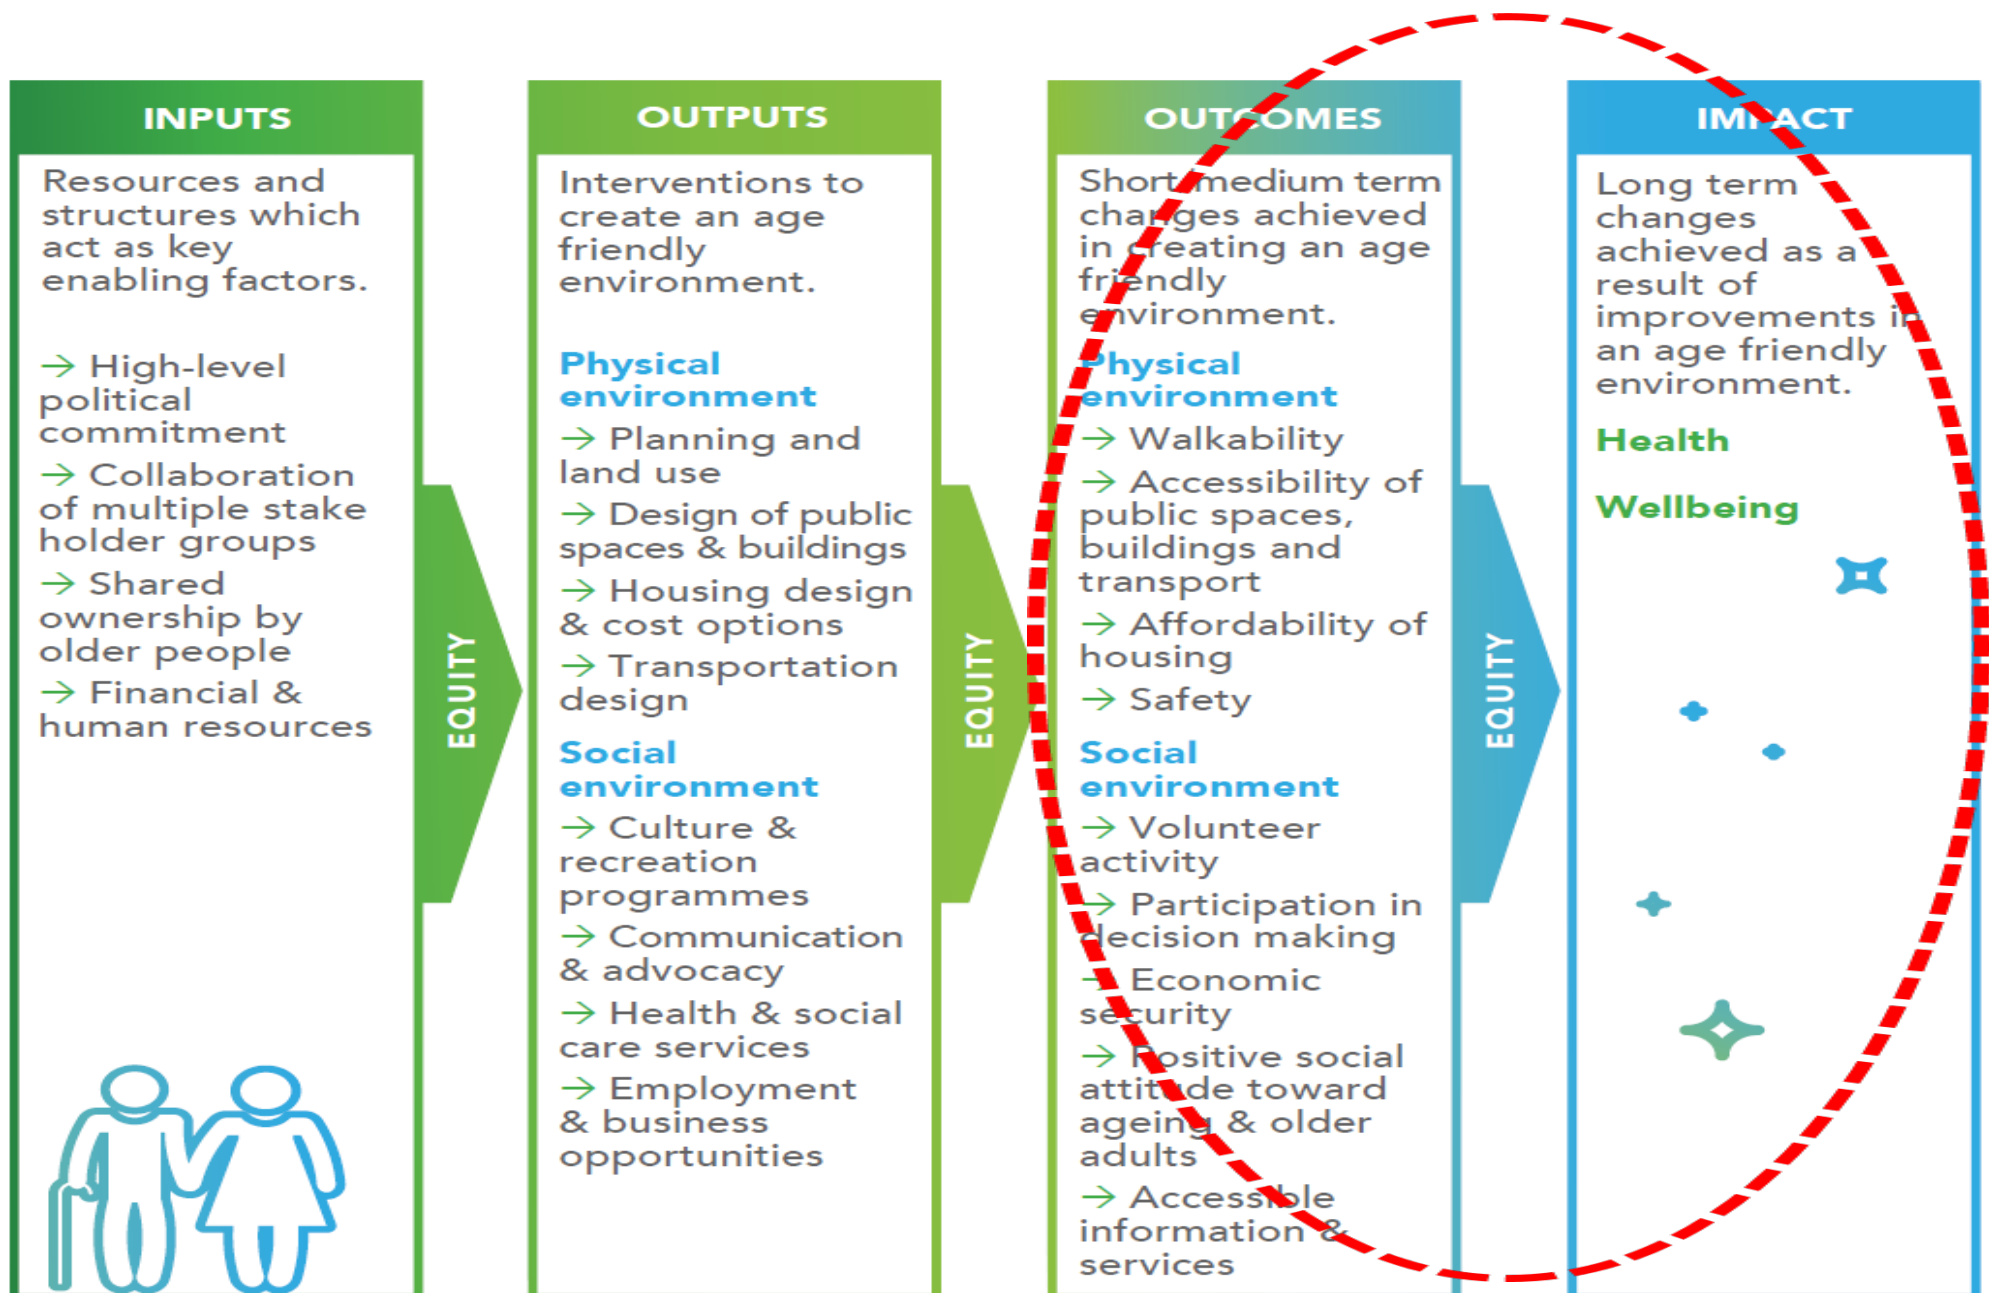 INPUTS
Resources and
structures which
act as key
enabling factors.
→ High-level
political
commitment
→ Collaboration
of multiple stake
holder groups
→ Shared
ownership by
older people
→ Financial &
human resources
EQUITY
OUTPUTS
Interventions to
create an age
friendly
environment.
Physical
environment
→ Planning and
land use
→ Design of public
spaces & buildings
→ Housing design
& cost options
→ Transportation
design
Social
environment
→ Culture &
recreation
programmes
→ Communication
& advocacy
→ Health & social
care services
→ Employment
& business
opportunities
EQUITY
OUTCOMES
Short/medium term
changes achieved
in creating an age
friendly
environment.
Physical
environment
→ Walkability
→ Accessibility of
public spaces,
buildings and
transport
→ Affordability of
housing
→ Safety
Social
environment
→ Volunteer
activity
→ Participation in
decision making
→ Economic
security
→ Positive social
attitude toward
ageing & older
adults
→ Accessible
information &
services
EQUITY
IMPACT
Long term
changes
achieved as a
result of
improvements in
an age friendly
environment.
Health
Wellbeing